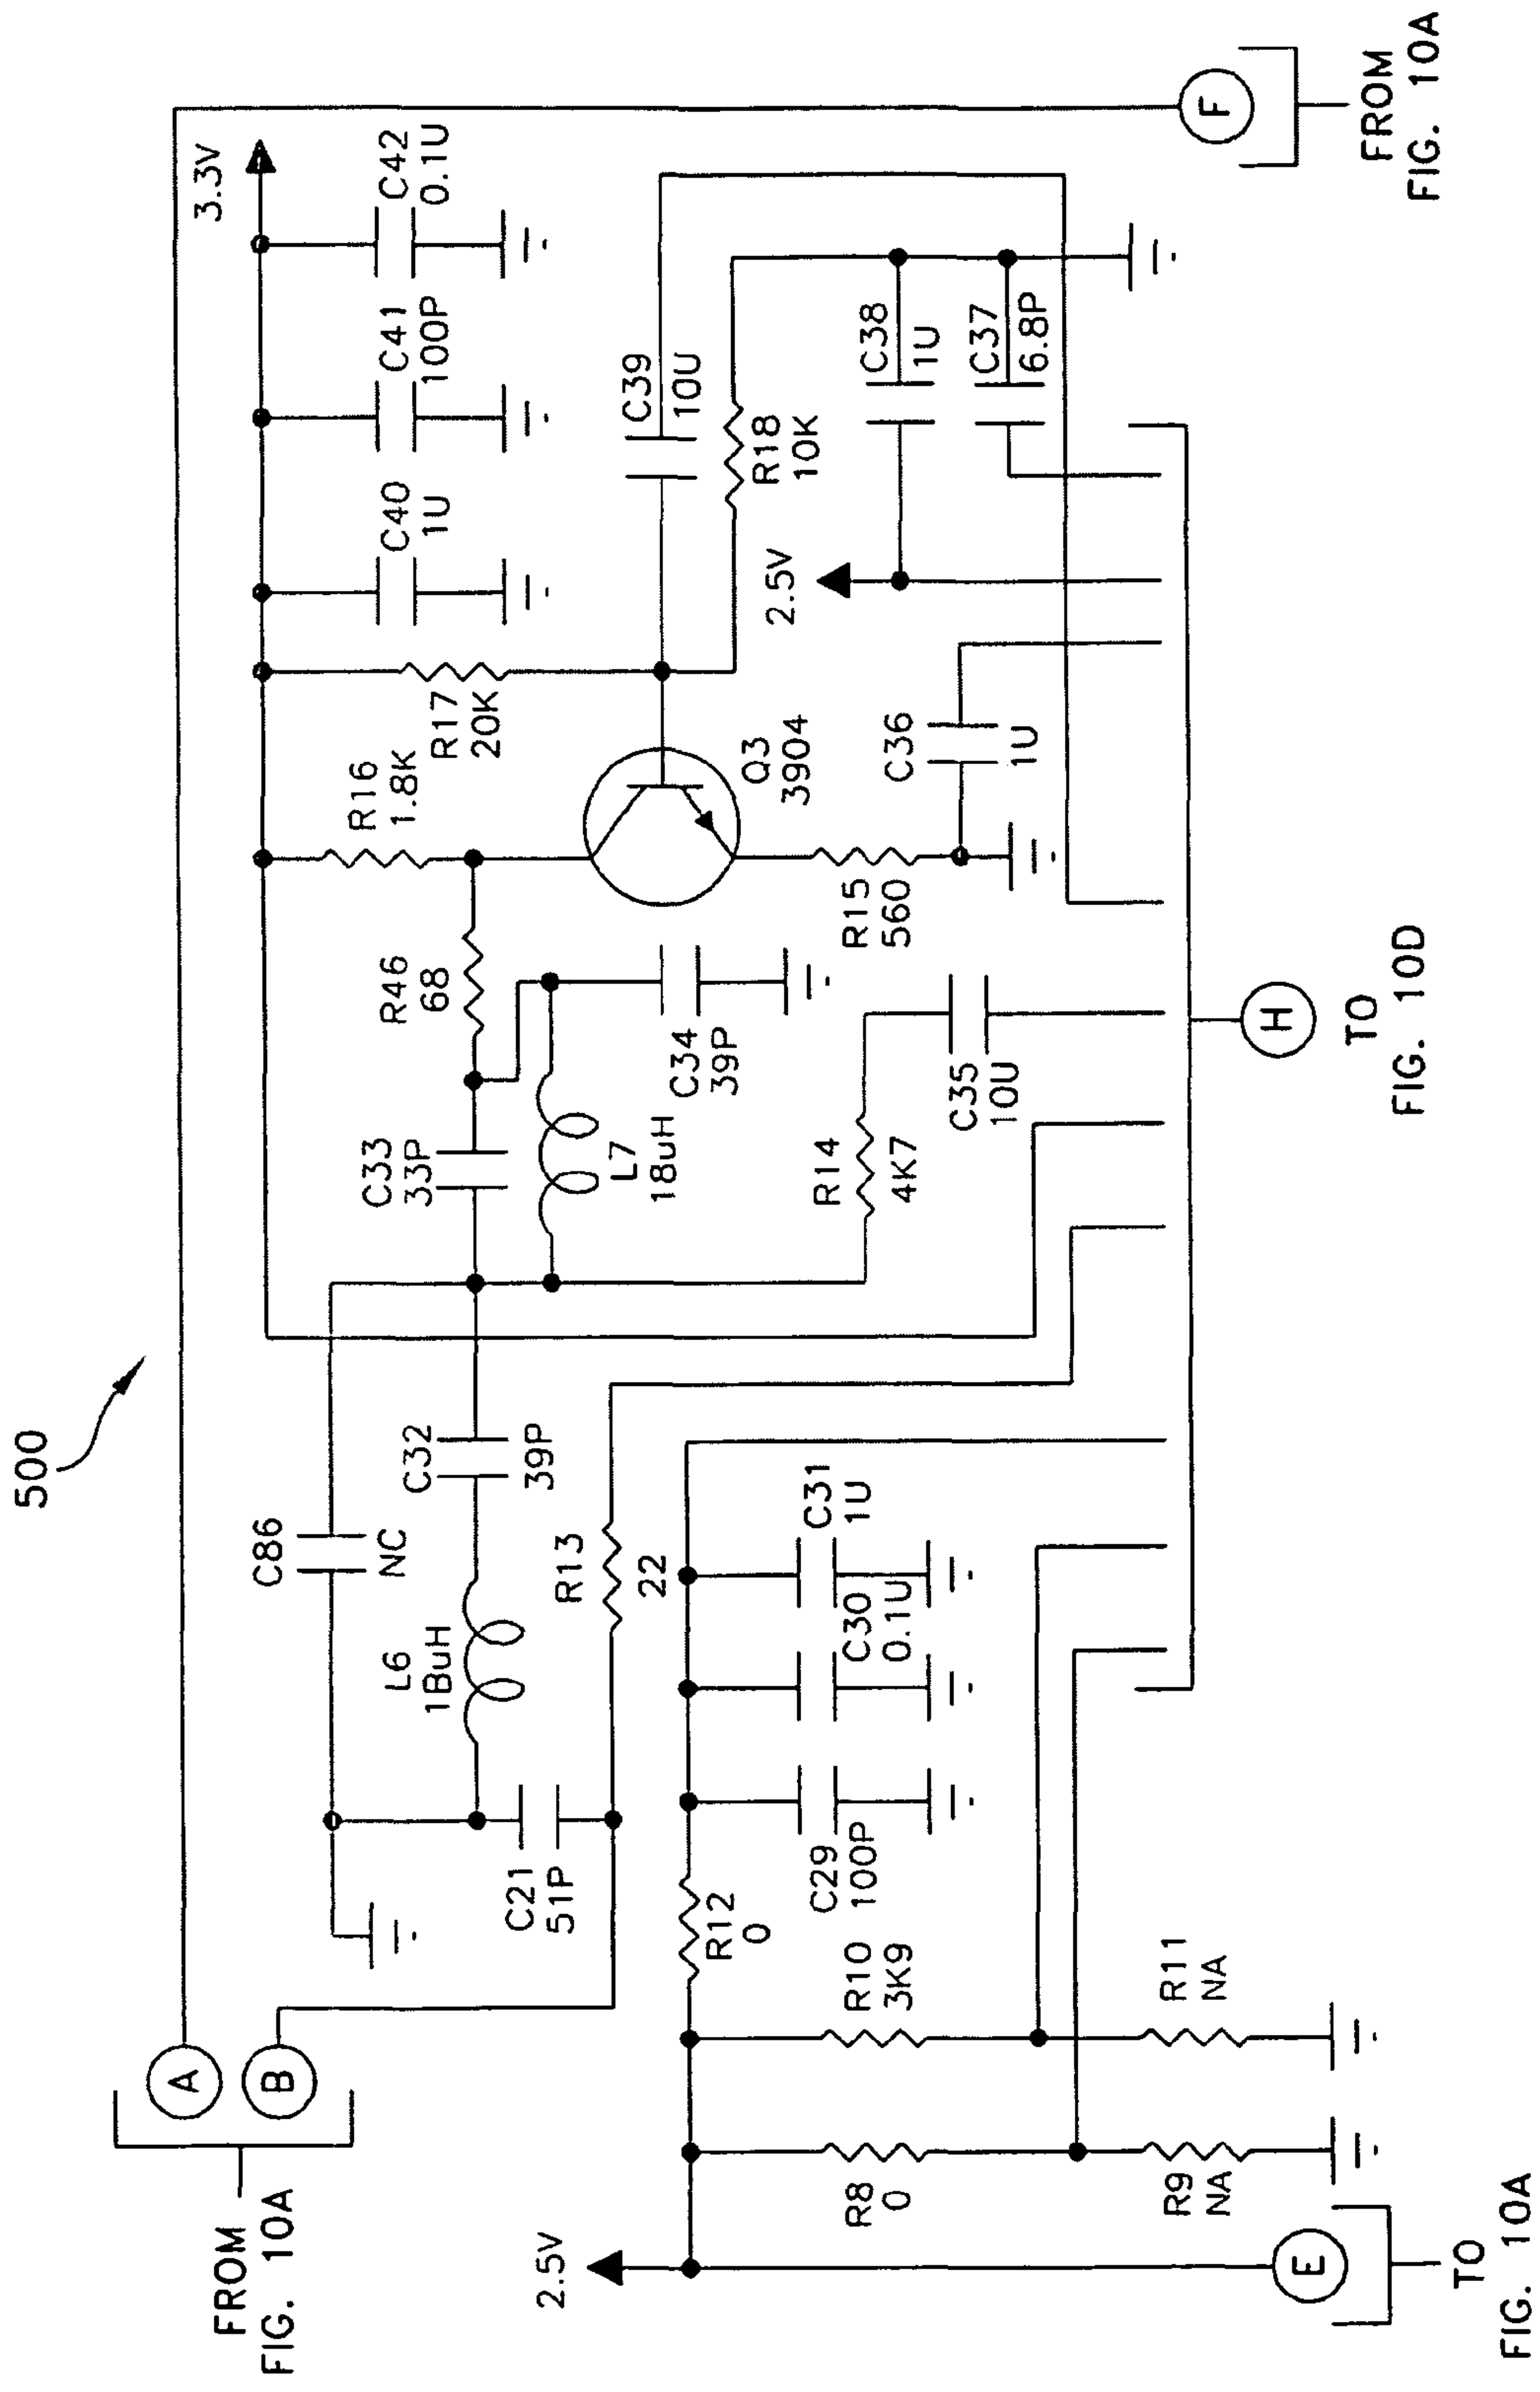 500
FROM
FIG. 10A
A
B
3.3V
C86
NC
L6
1BuH
C32
39P
C21
51P
R13
22
C33
33P
L7
18uH
R46
68
C34
39P
R16
1.8K
R17
20K
C40
1U
C41
100P
C42
0.1U
Q3
3904
C39
10U
R18
10K
R15
560
C36
1U
2.5V
C38
1U
C37
6.8P
R14
4K7
C35
10U
2.5V
R12
0
C29
100P
C30
0.1U
C31
1U
R8
0
R10
3K9
R9
NA
R11
NA
E
TO
FIG. 10A
H
TO
FIG. 10D
F
FROM
FIG. 10A